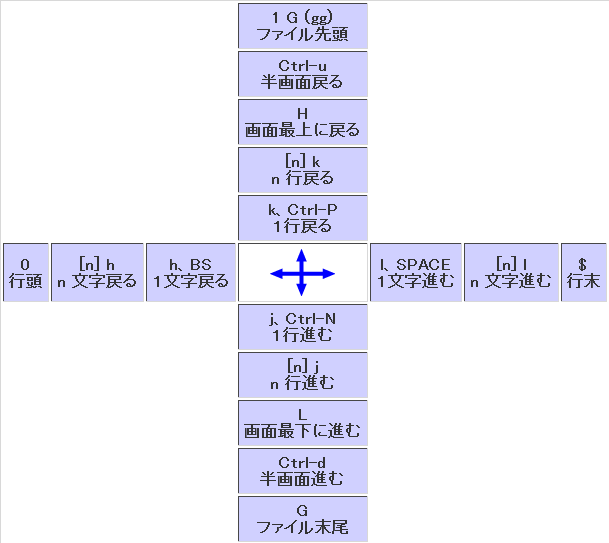 1 G (gg)
ファイル先頭
Ctrl-u
半画面戻る
H
画面最上に戻る
[n] k
n 行戻る
k、Ctrl-P
1行戻る
0
行頭
[n] h
n 文字戻る
h、BS
1文字戻る
l、SPACE
1文字進む
[n] l
n 文字進む
$
行末
j、Ctrl-N
1行進む
[n] j
n 行進む
L
画面最下に進む
Ctrl-d
半画面進む
G
ファイル末尾